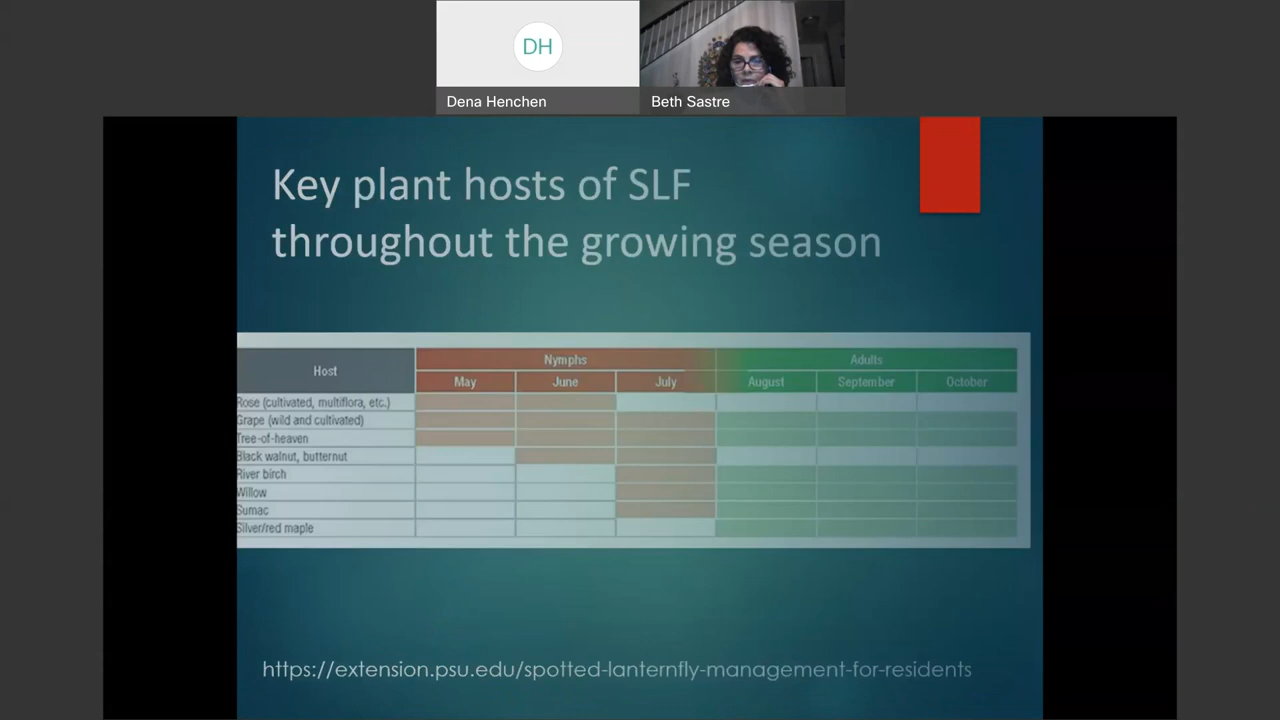 DH
Dena Henchen
Beth Sastre
Key plant hosts of SLF
throughout the growing season
Host
Nymphs
Adults
May
June
July
August
September
October
Rose (cultivated, multiflora, etc.)
Grape (wild and cultivated)
Tree-of-heaven
Black walnut, butternut
River birch
Willow
Sumac
Silver/red maple
https://extension.psu.edu/spotted-lanternfly-management-for-residents